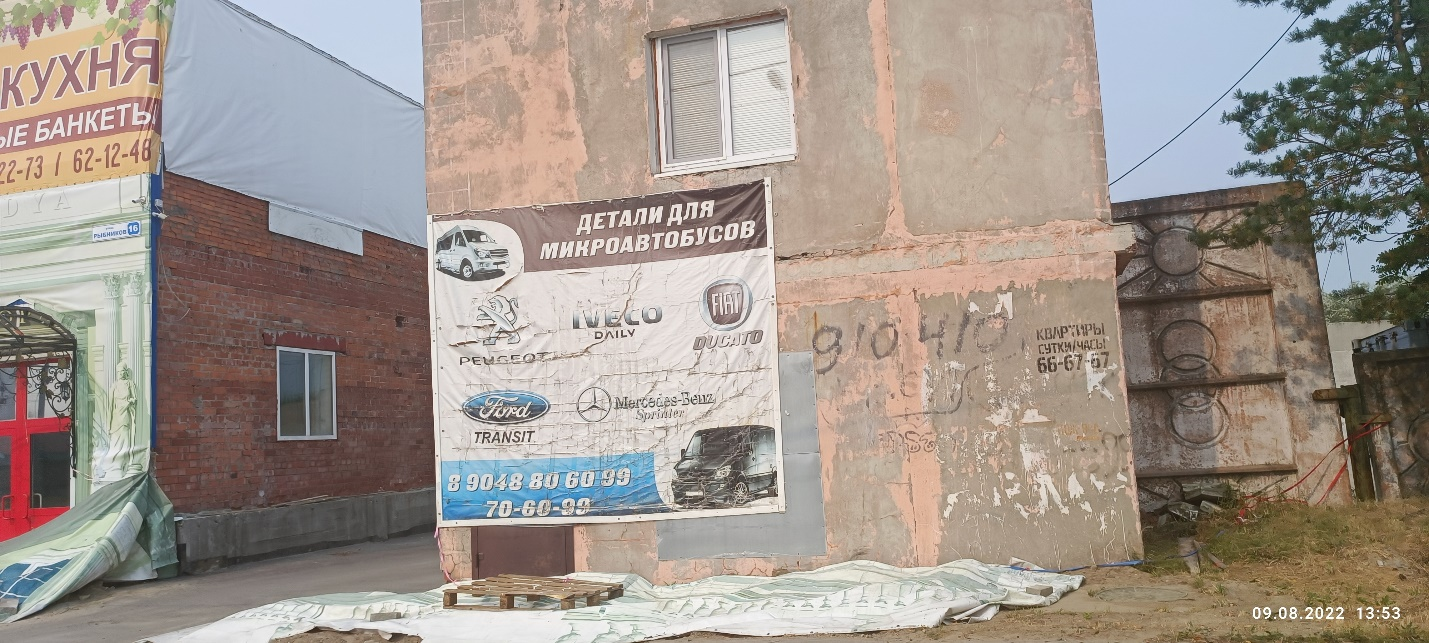 КУХНЯ
ЫЕ БАНКЕТЫ
22-73 / 62-12-48
РЫБНИКОВ 16
ДЕТАЛИ ДЛЯ
МИКРОАВТОБУСОВ
PEUGEOT
IVECO
DAILY
FIAT
DUCATO
Ford
TRANSIT
Mercedes-Benz
Sprinter
8 9048 80 60 99
70-60-99
910410
КВАРТИРЫ
СУТКИ/ЧАСЫ
66-67-67
09.08.2022 13:53